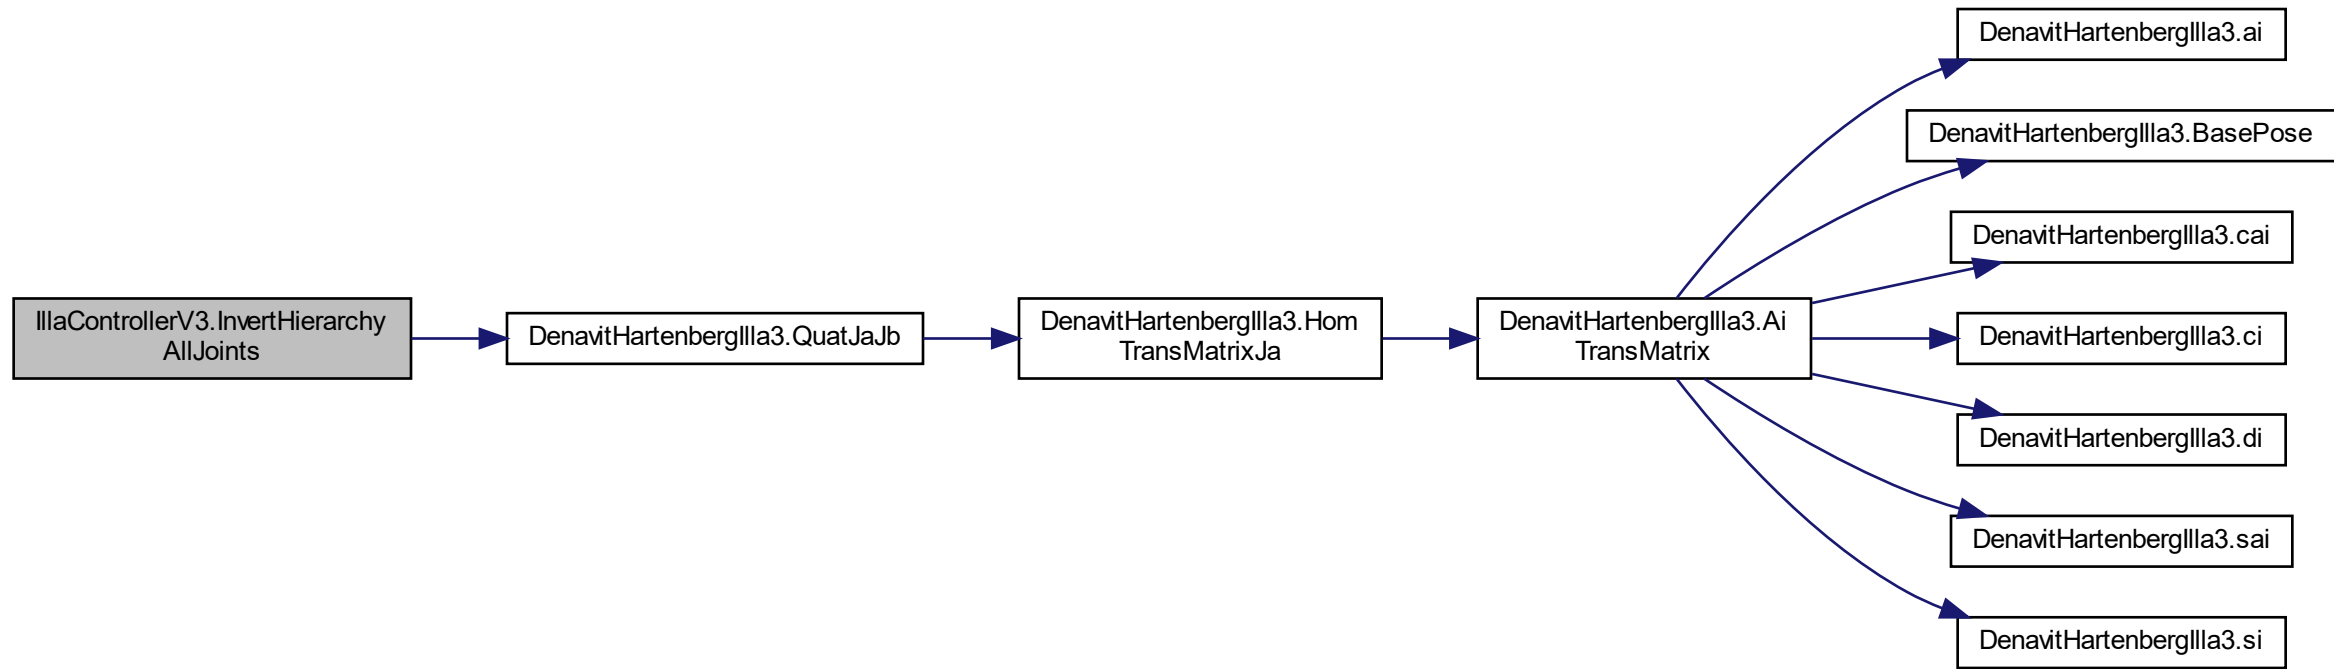 IllaControllerV3.InvertHierarchy
AllJoints
DenavitHartenbergIlla3.QuatJaJb
DenavitHartenbergIlla3.Hom
TransMatrixJa
DenavitHartenbergIlla3.Ai
TransMatrix
DenavitHartenbergIlla3.ai
DenavitHartenbergIlla3.BasePose
DenavitHartenbergIlla3.cai
DenavitHartenbergIlla3.ci
DenavitHartenbergIlla3.di
DenavitHartenbergIlla3.sai
DenavitHartenbergIlla3.si